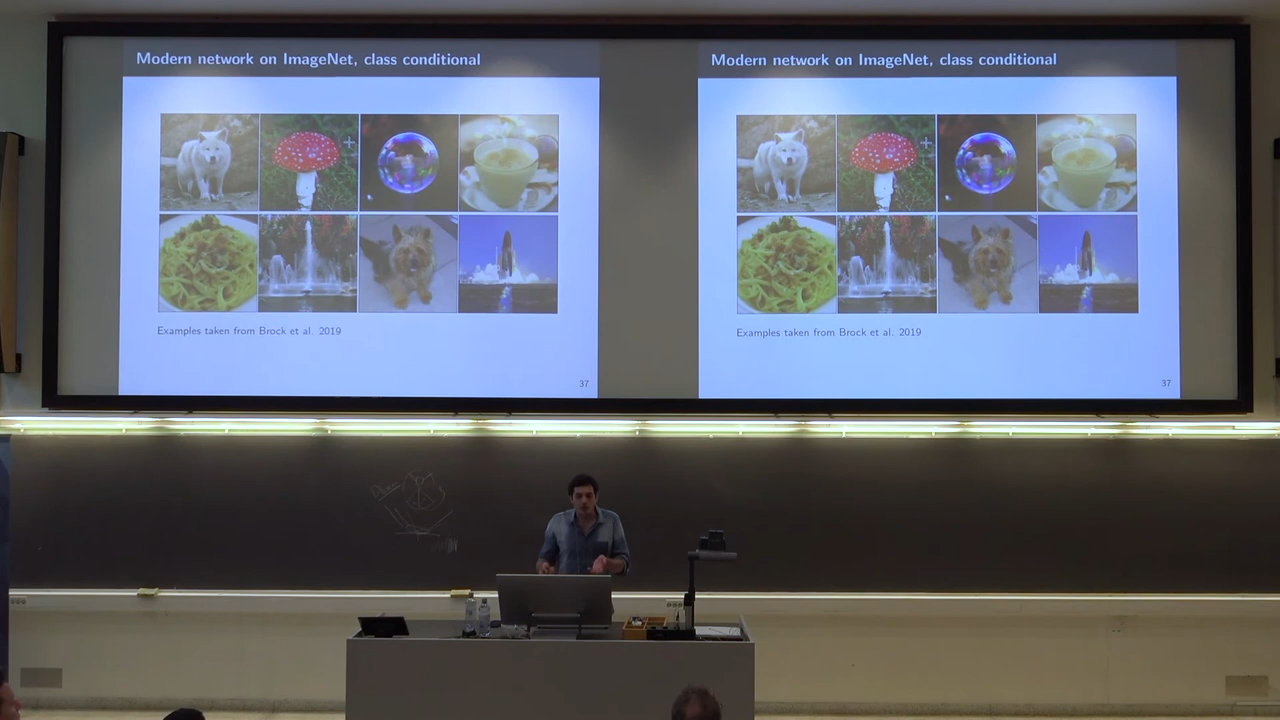 Modern network on ImageNet, class conditional
Examples taken from Brock et al. 2019
37
Modern network on ImageNet, class conditional
Examples taken from Brock et al. 2019
37